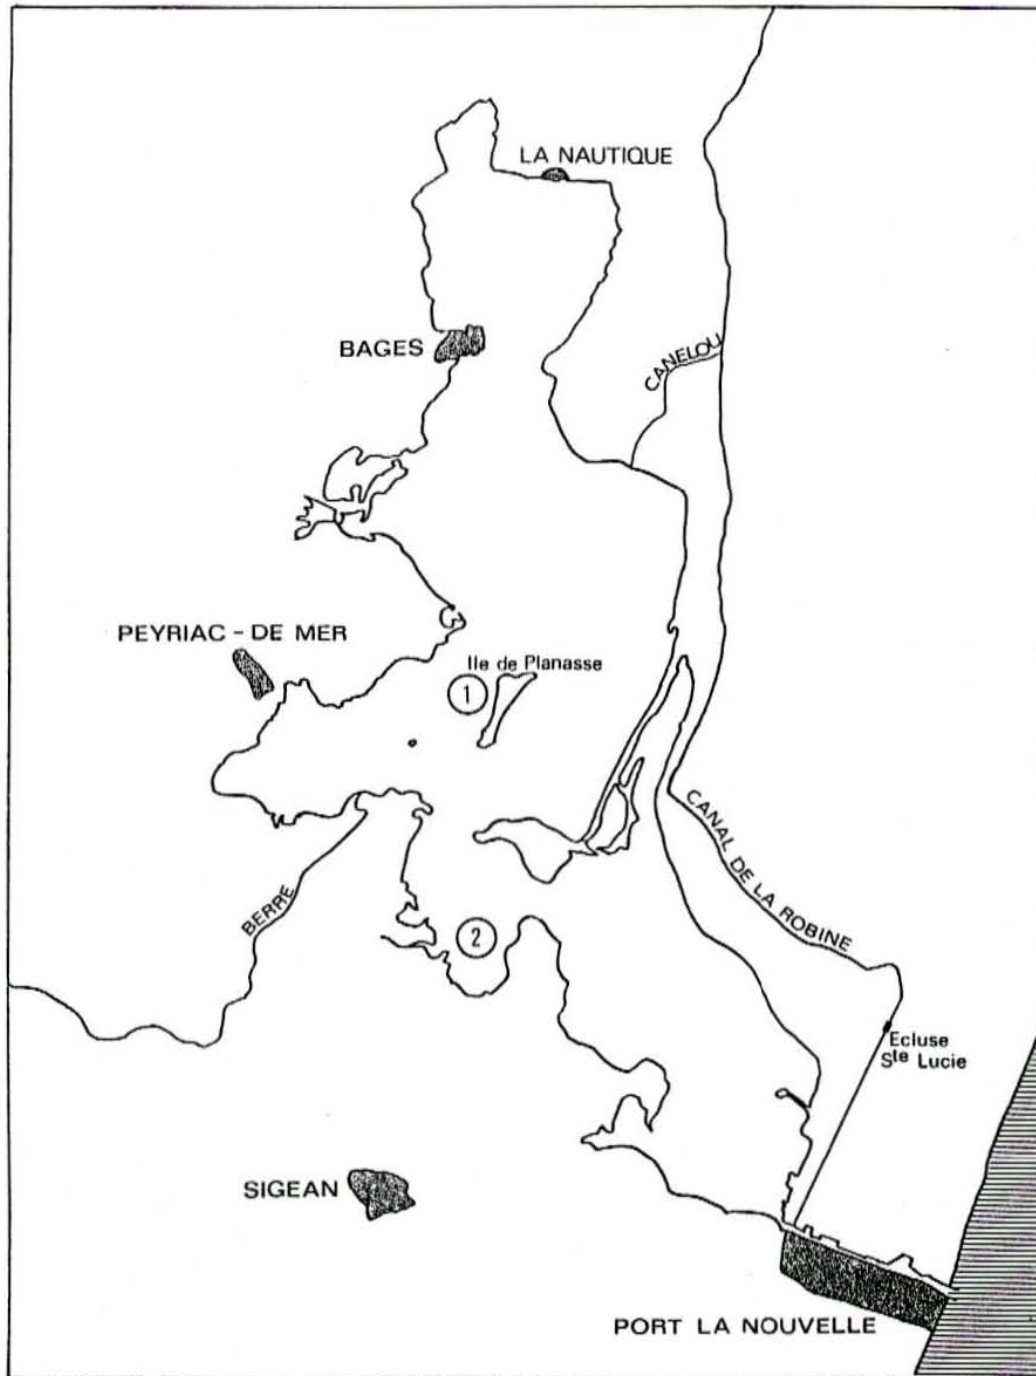 LA NAUTIQUE
BAGES
CANELOU
PEYRIAC - DE MER
Ile de Planasse
1
CANAL DE LA ROBINE
BERRE
2
Ecluse
Ste Lucie
SIGEAN
PORT LA NOUVELLE